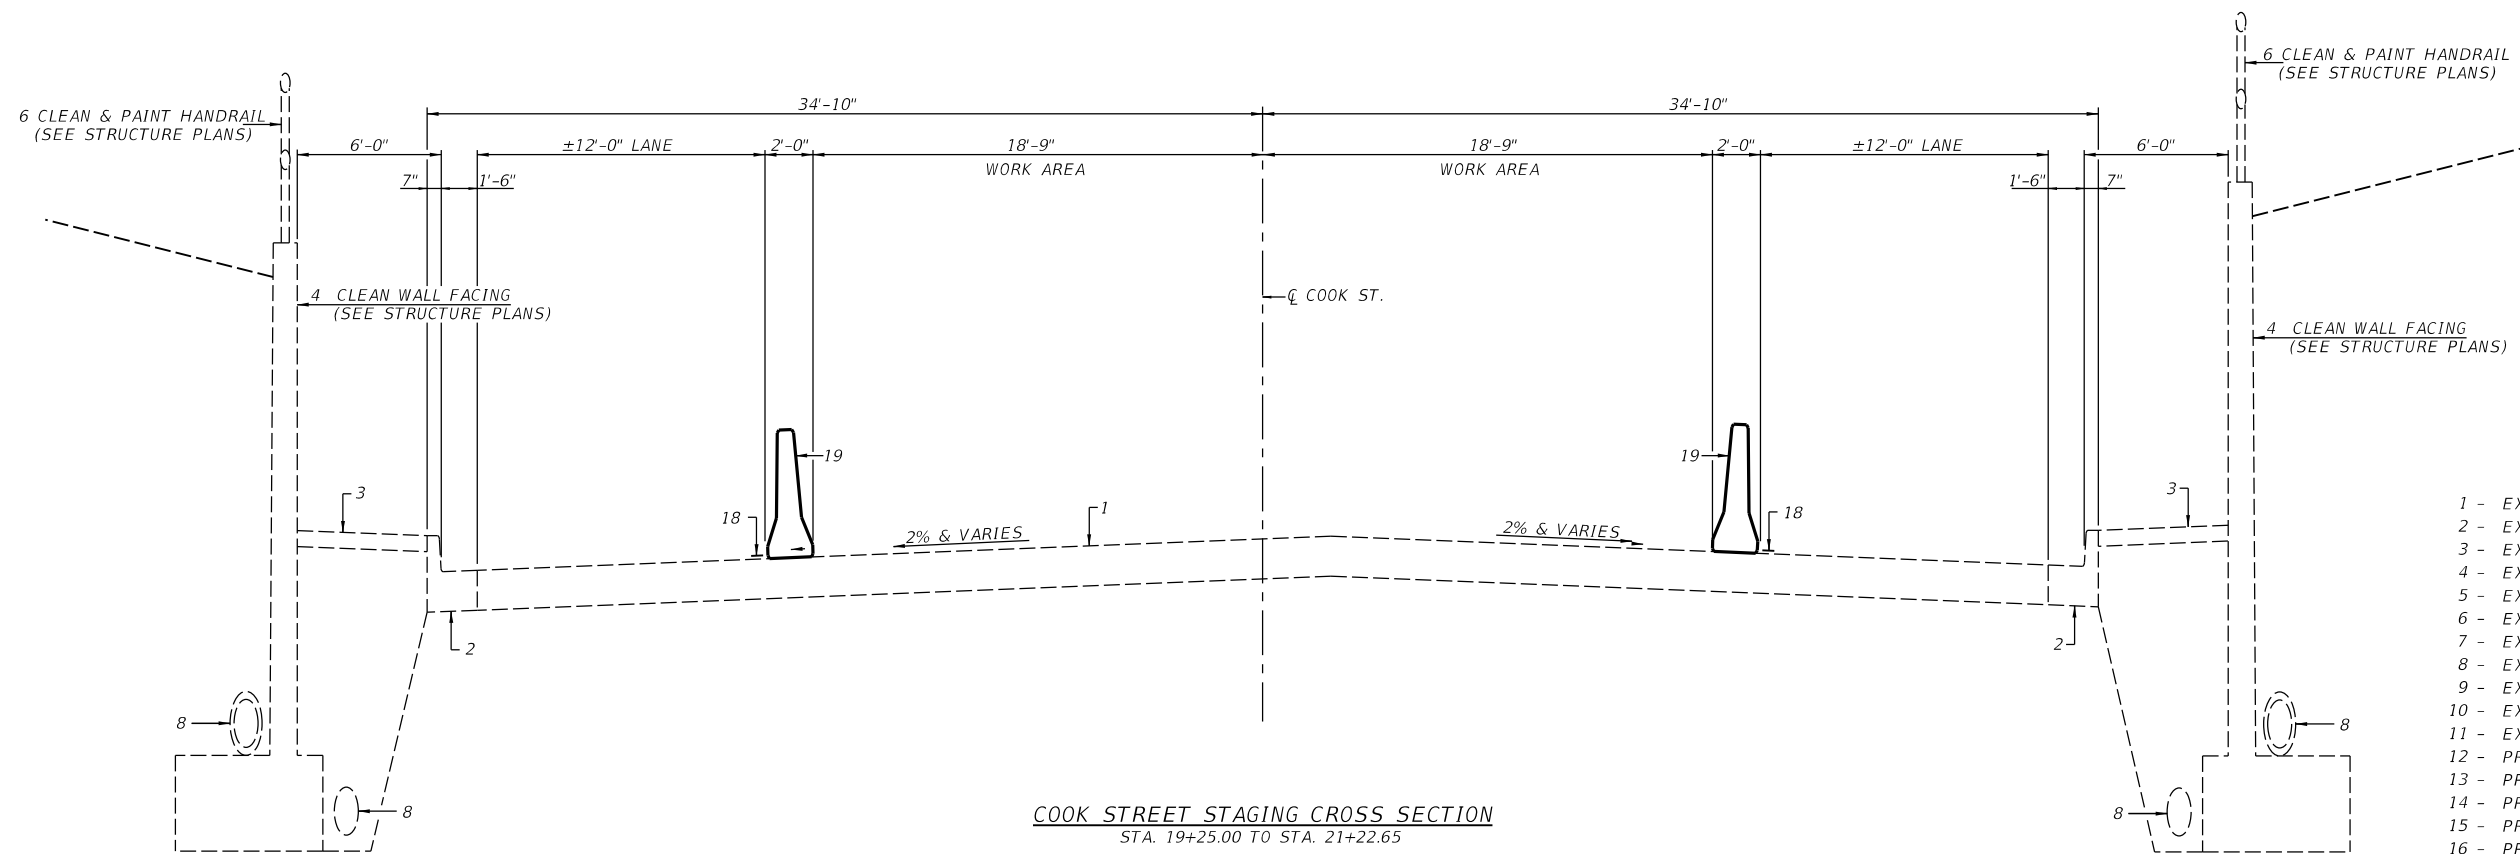 6 CLEAN & PAINT HANDRAIL
(SEE STRUCTURE PLANS)
6 CLEAN & PAINT HANDRAIL
(SEE STRUCTURE PLANS)
34'-10"
34'-10"
6'-0"
±12'-0" LANE
2'-0"
18'-9"
18'-9"
2'-0"
±12'-0" LANE
6'-0"
WORK AREA
WORK AREA
7"
1'-6"
1'-6"
7"
4 CLEAN WALL FACING
(SEE STRUCTURE PLANS)
℄ COOK ST.
4 CLEAN WALL FACING
(SEE STRUCTURE PLANS)
19
19
3
3
18
1
18
2% & VARIES
2% & VARIES
2
2
8
8
8
8
COOK STREET STAGING CROSS SECTION
STA. 19+25.00 TO STA. 21+22.65
1 -
2 -
3 -
4 -
5 -
6 -
7 -
8 -
9 -
10 -
11 -
12 -
13 -
14 -
15 -
16 -